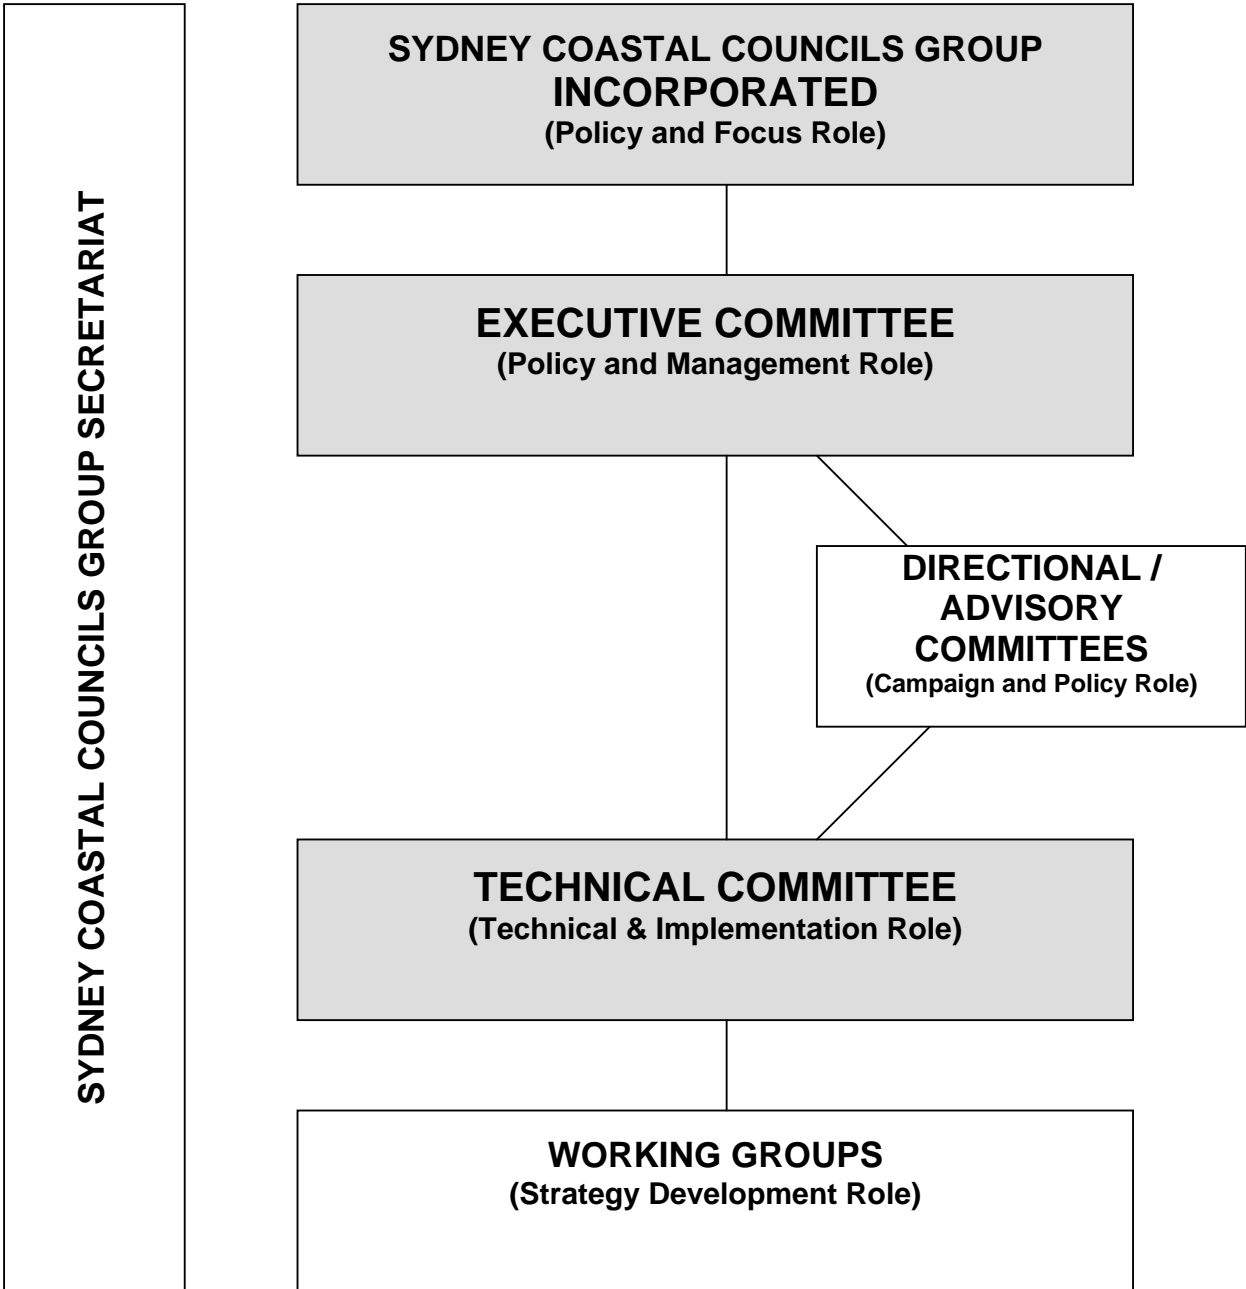 SYDNEY COASTAL COUNCILS GROUP SECRETARIAT
SYDNEY COASTAL COUNCILS GROUP
INCORPORATED
(Policy and Focus Role)
EXECUTIVE COMMITTEE
(Policy and Management Role)
DIRECTIONAL /
ADVISORY
COMMITTEES
(Campaign and Policy Role)
TECHNICAL COMMITTEE
(Technical & Implementation Role)
WORKING GROUPS
(Strategy Development Role)